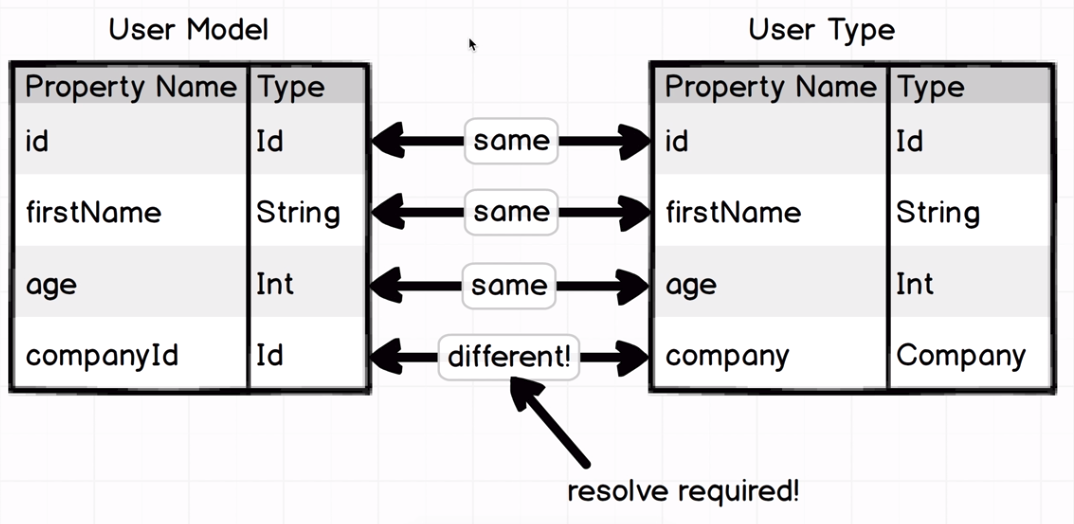 User Model
User Type
Property Name Type
Property Name Type
id Id
same
id Id
firstName String
same
firstName String
age Int
same
age Int
companyId Id
different!
company Company
resolve required!